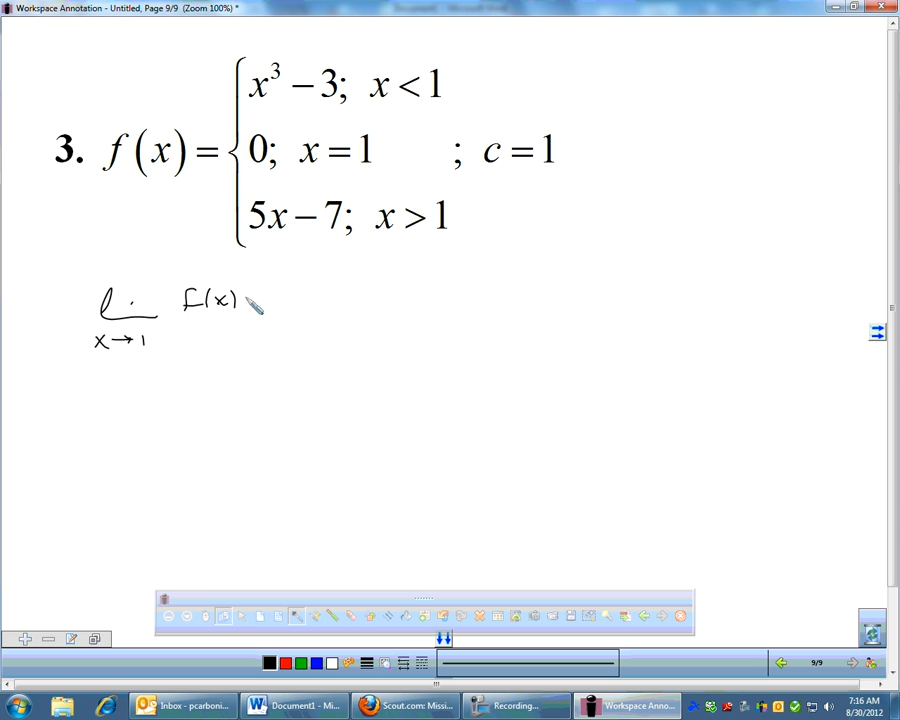 Workspace Annotation - Untitled, Page 9/9 (Zoom 100%) *
x³ − 3; x < 1
3. f(x) = { 0; x = 1 ; c = 1
5x − 7; x > 1
lim f(x)
x → 1
9/9
Inbox - pcarboni...
Document1 - Mi...
Scout.com: Missi...
Recording...
Workspace Anno...
7:16 AM
8/30/2012